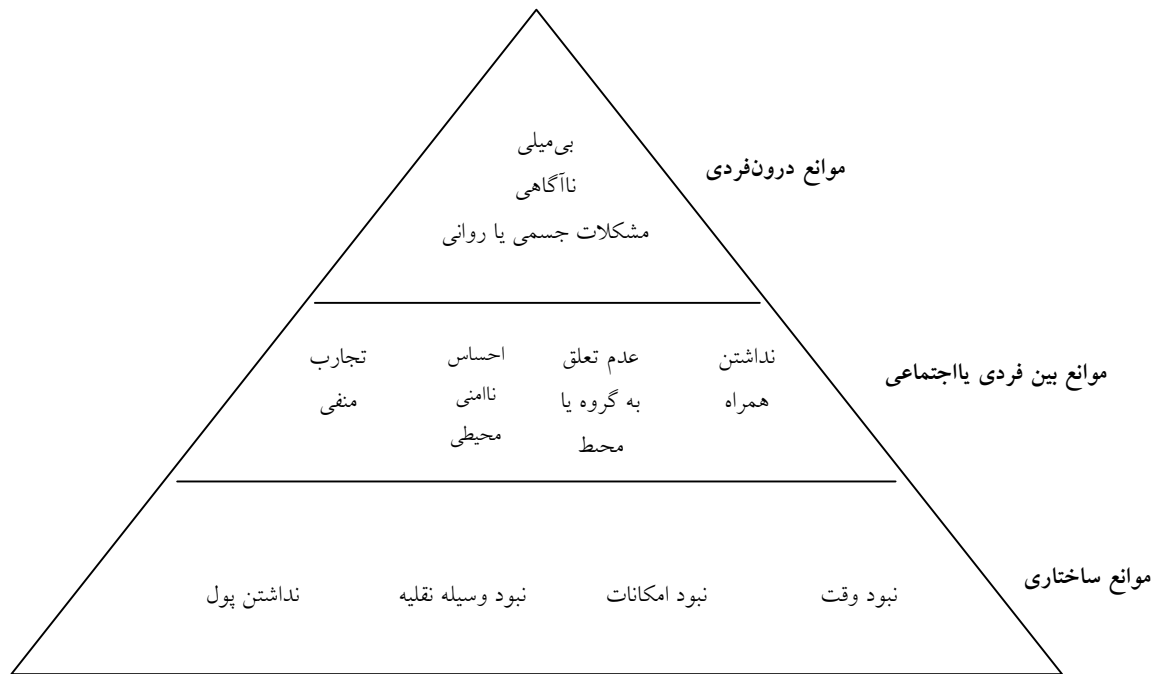 بی‌میلی
ناآگاهی
مشکلات جسمی یا روانی
موانع درون‌فردی
نداشتن
همراه
عدم تعلق
به گروه یا
محیط
احساس
ناامنی
محیطی
تجارب
منفی
موانع بین فردی یااجتماعی
نبود وقت
نبود امکانات
نبود وسیله نقلیه
نداشتن پول
موانع ساختاری